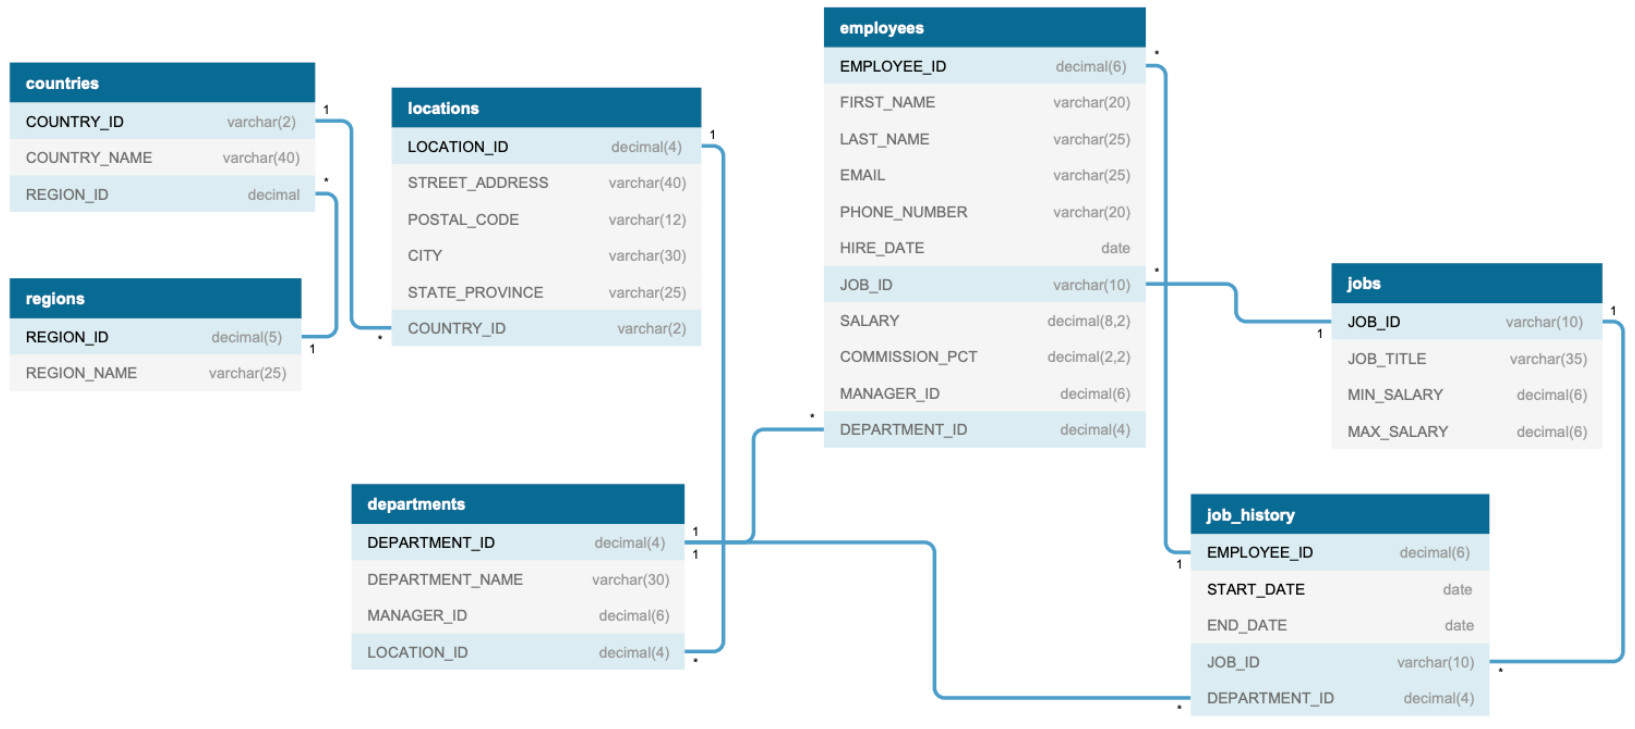 countries
COUNTRY_ID varchar(2)
COUNTRY_NAME varchar(40)
REGION_ID decimal
1
*
regions
REGION_ID decimal(5)
REGION_NAME varchar(25)
1
locations
LOCATION_ID decimal(4)
STREET_ADDRESS varchar(40)
POSTAL_CODE varchar(12)
CITY varchar(30)
STATE_PROVINCE varchar(25)
COUNTRY_ID varchar(2)
1
*
departments
DEPARTMENT_ID decimal(4)
DEPARTMENT_NAME varchar(30)
MANAGER_ID decimal(6)
LOCATION_ID decimal(4)
1
1
*
employees
EMPLOYEE_ID decimal(6)
FIRST_NAME varchar(20)
LAST_NAME varchar(25)
EMAIL varchar(25)
PHONE_NUMBER varchar(20)
HIRE_DATE date
JOB_ID varchar(10)
SALARY decimal(8,2)
COMMISSION_PCT decimal(2,2)
MANAGER_ID decimal(6)
DEPARTMENT_ID decimal(4)
*
*
*
jobs
JOB_ID varchar(10)
JOB_TITLE varchar(35)
MIN_SALARY decimal(6)
MAX_SALARY decimal(6)
1
1
job_history
EMPLOYEE_ID decimal(6)
START_DATE date
END_DATE date
JOB_ID varchar(10)
DEPARTMENT_ID decimal(4)
1
*
*